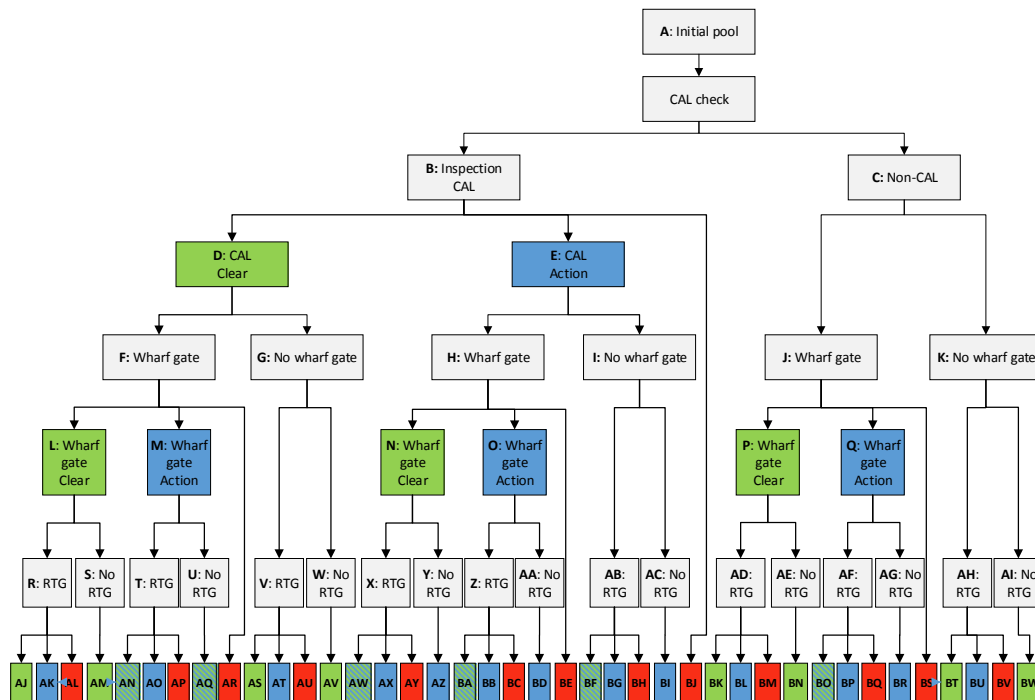 A: Initial pool
CAL check
B: Inspection
CAL
C: Non-CAL
D: CAL
Clear
E: CAL
Action
F: Wharf gate
G: No wharf gate
H: Wharf gate
I: No wharf gate
J: Wharf gate
K: No wharf gate
L: Wharf
gate
Clear
M: Wharf
gate
Action
N: Wharf
gate
Clear
O: Wharf
gate
Action
P: Wharf
gate
Clear
Q: Wharf
gate
Action
R: RTG
S: No
RTG
T: RTG
U: No
RTG
V: RTG
W: No
RTG
X: RTG
Y: No
RTG
Z: RTG
AA: No
RTG
AB:
RTG
AC: No
RTG
AD:
RTG
AE: No
RTG
AF:
RTG
AG: No
RTG
AH:
RTG
AI: No
RTG
AJ AK AL AM AN AO AP AQ AR AS AT AU AV AW AX AY AZ BA BB BC BD BE BF BG BH BI BJ BK BL BM BN BO BP BQ BR BS BT BU BV